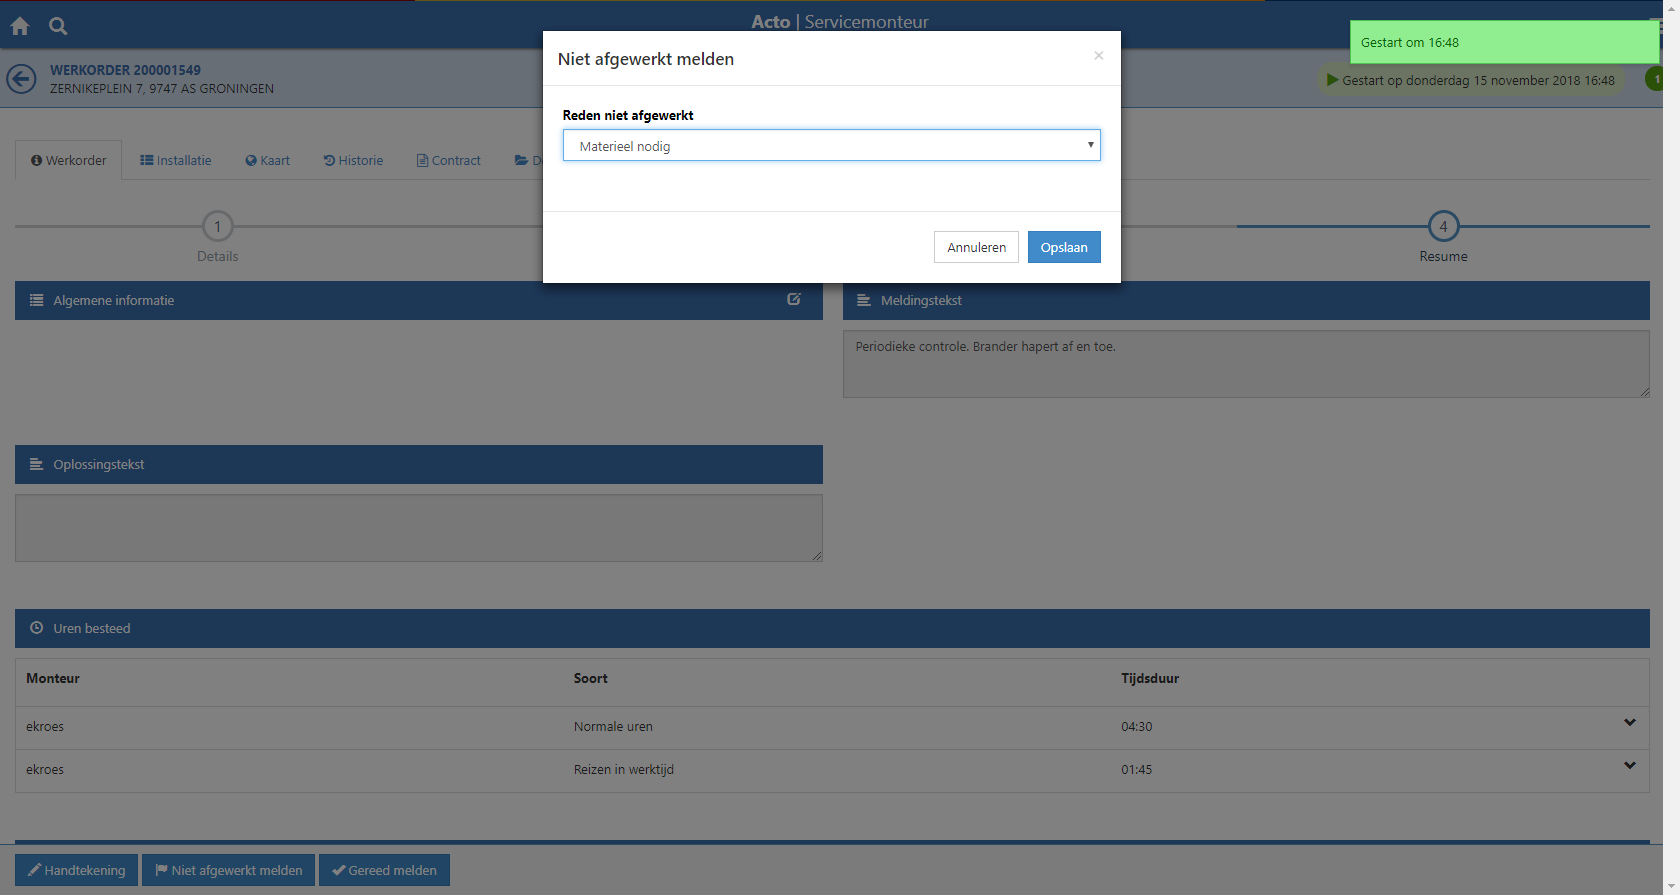 Acto | Servicemonteur
Gestart om 16:48
WERKORDER 200001549
ZERNIKEPLEIN 7, 9747 AS GRONINGEN
Gestart op donderdag 15 november 2018 16:48
1
Niet afgewerkt melden
×
Reden niet afgewerkt
Materieel nodig
Annuleren
Opslaan
Werkorder
Installatie
Kaart
Historie
Contract
1
Details
4
Resume
Algemene informatie
Meldingstekst
Periodieke controle. Brander hapert af en toe.
Oplossingstekst
Uren besteed
Monteur Soort Tijdsduur
ekroes Normale uren 04:30
ekroes Reizen in werktijd 01:45
Handtekening
Niet afgewerkt melden
Gereed melden